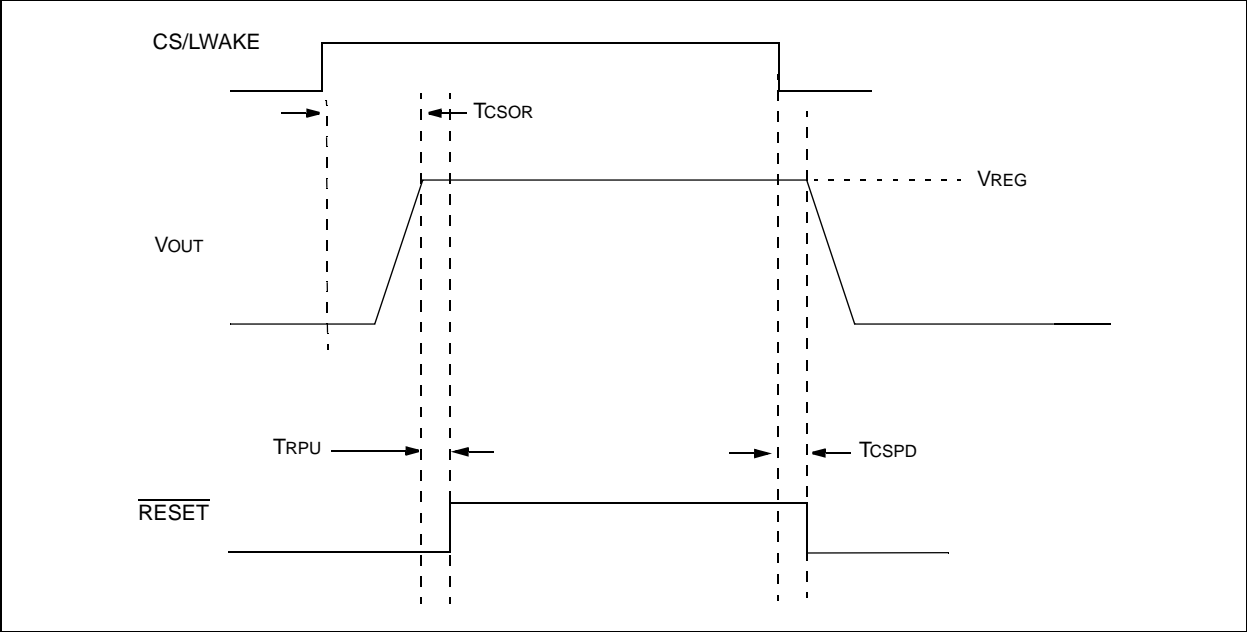 CS/LWAKE
TCSOR
VREG
VOUT
TRPU
TCSPD
RESET